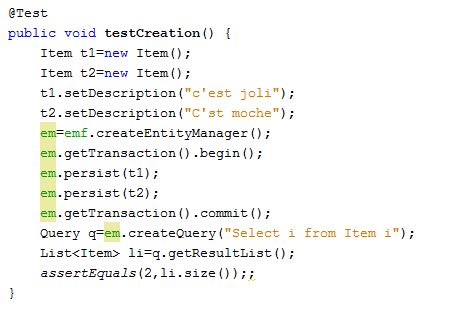 @Test
public void testCreation() {
    Item t1=new Item();
    Item t2=new Item();
    t1.setDescription("c'est joli");
    t2.setDescription("C'st moche");
    em=emf.createEntityManager();
    em.getTransaction().begin();
    em.persist(t1);
    em.persist(t2);
    em.getTransaction().commit();
    Query q=em.createQuery("Select i from Item i");
    List<Item> li=q.getResultList();
    assertEquals(2,li.size());;
}